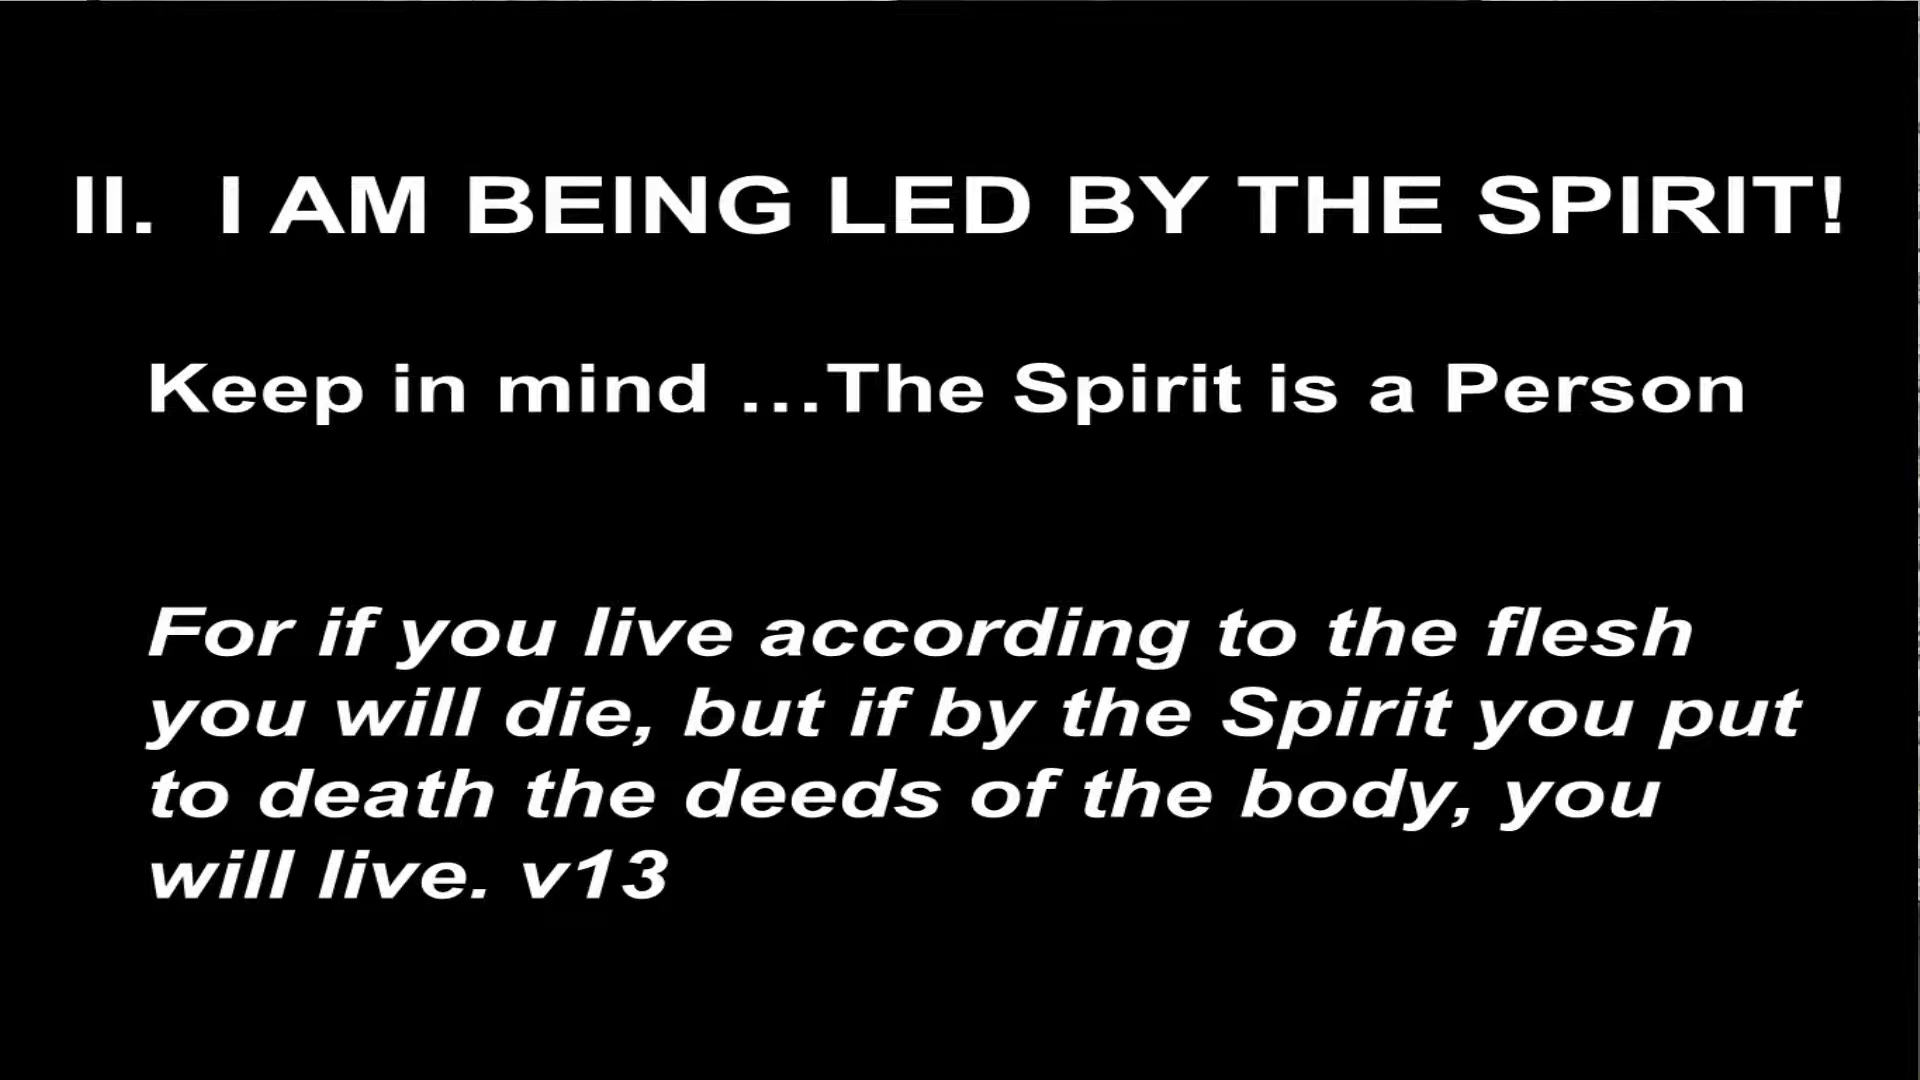 II.  I AM BEING LED BY THE SPIRIT!
Keep in mind …The Spirit is a Person
For if you live according to the flesh
you will die, but if by the Spirit you put
to death the deeds of the body, you
will live. v13